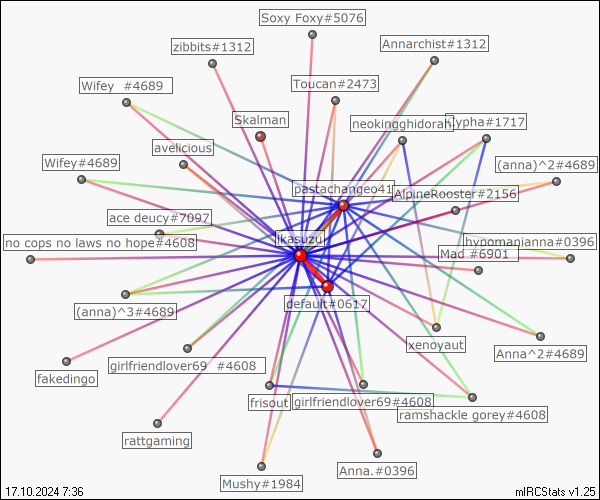 Soxy Foxy#5076
zibbits#1312
Annarchist#1312
Wifey  #4689
Toucan#2473
Skalman
neokingghidorah
lypha#1717
avelicious
Wifey#4689
(anna)^2#4689
pastachangeo41
AlpineRooster#2156
ace deucy#7097
ikasuzu
no cops no laws no hope#4608
hypomanianna#0396
Mad #6901
(anna)^3#4689
default#0617
xenoyaut
Anna^2#4689
girlfriendlover69  #4608
fakedingo
frisout
girlfriendlover69#4608
ramshackle gorey#4608
rattgaming
Anna.#0396
Mushy#1984
17.10.2024 7:36
mIRCStats v1.25